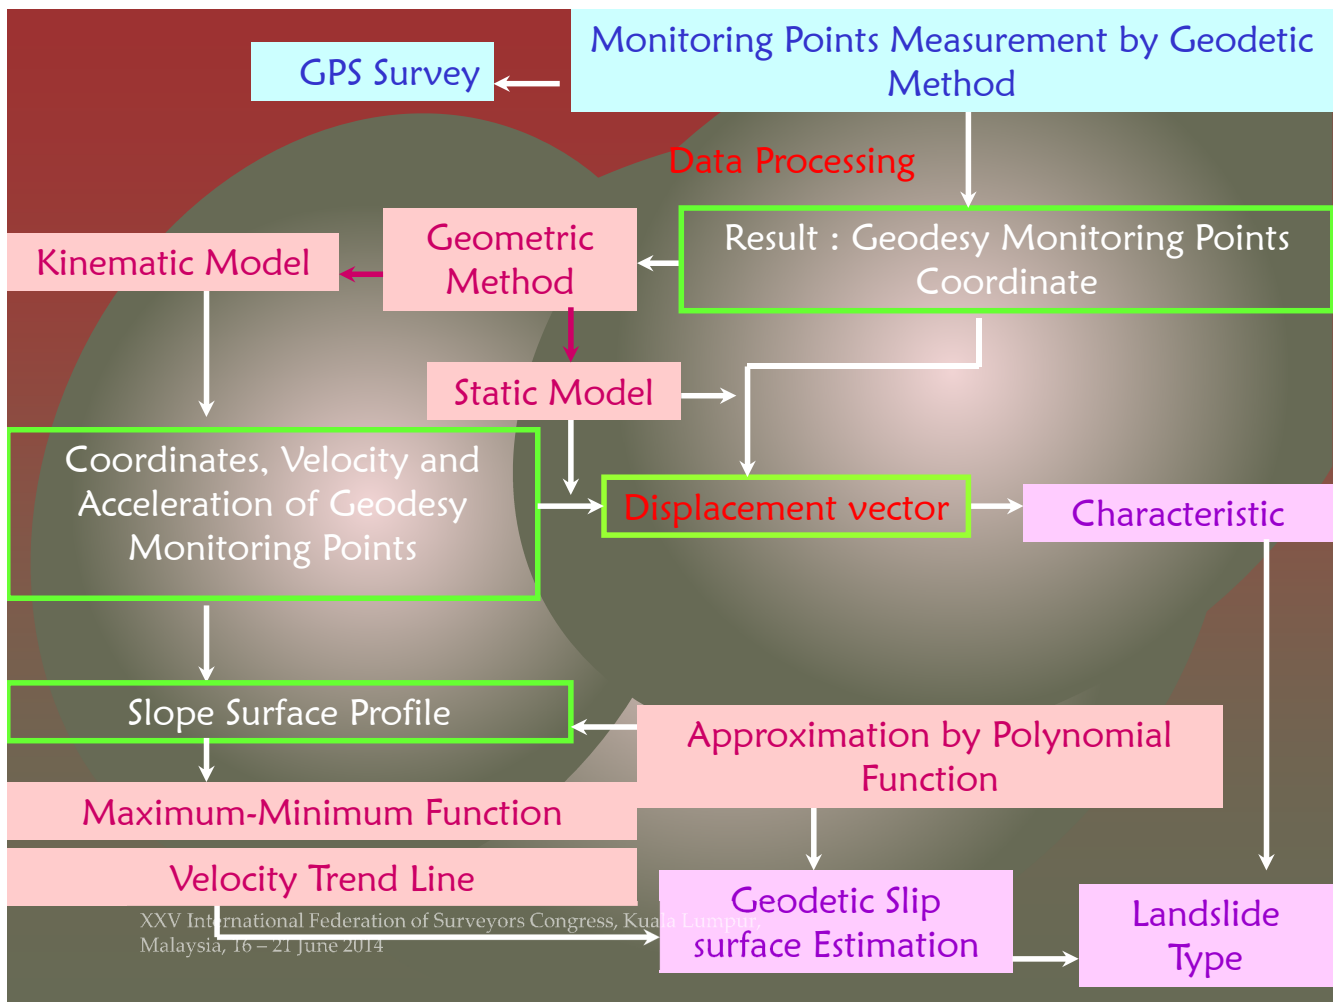 Monitoring Points Measurement by Geodetic
Method
GPS Survey
Data Processing
Result : Geodesy Monitoring Points
Coordinate
Geometric
Method
Kinematic Model
Static Model
Coordinates, Velocity and
Acceleration of Geodesy
Monitoring Points
Displacement vector
Characteristic
Slope Surface Profile
Approximation by Polynomial
Function
Maximum-Minimum Function
Velocity Trend Line
Geodetic Slip
surface Estimation
Landslide
Type
XXV International Federation of Surveyors Congress, Kuala Lumpur,
Malaysia, 16 – 21 June 2014